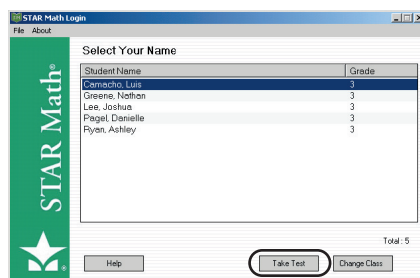 STAR Math Login
File About
Select Your Name
Student Name Grade
Camacho, Luis 3
Greene, Nathan 3
Lee, Joshua 3
Pagel, Danielle 3
Ryan, Ashley 3
STAR Math®
Total : 5
Help Take Test Change Class